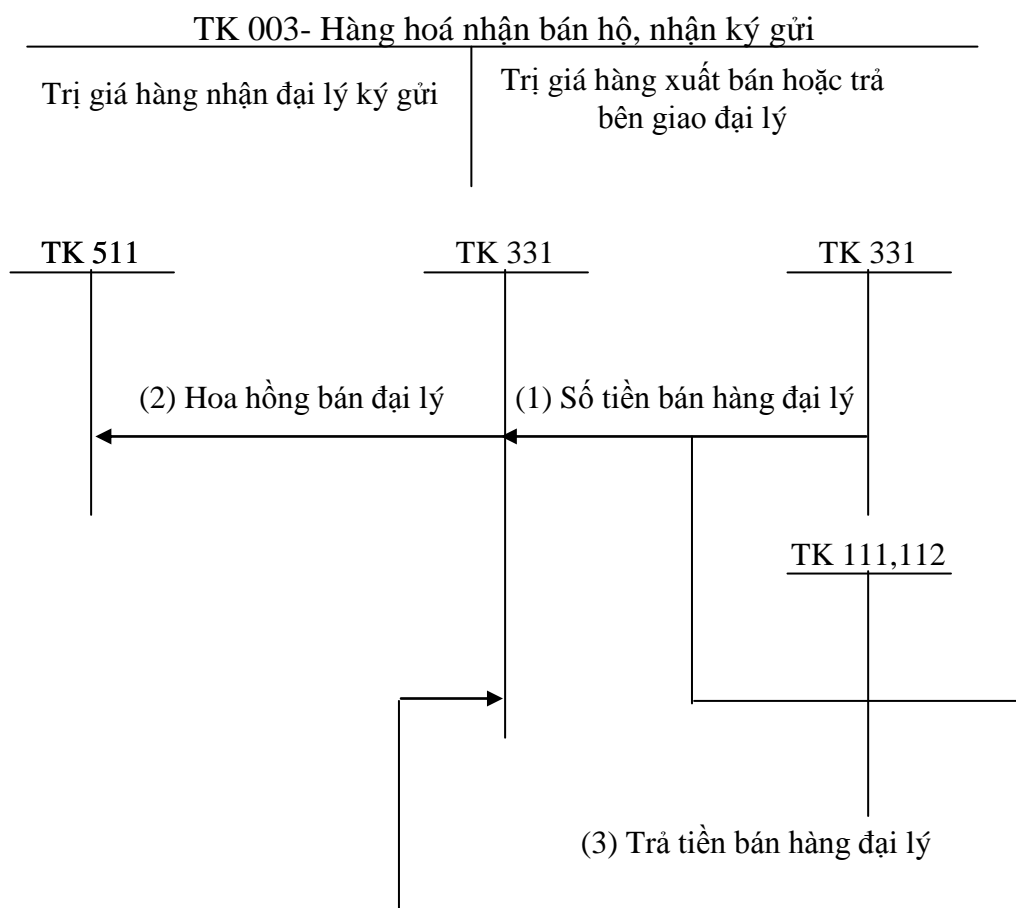 TK 003- Hàng hoá nhận bán hộ, nhận ký gửi
Trị giá hàng nhận đại lý ký gửi
Trị giá hàng xuất bán hoặc trả
bên giao đại lý
TK 511
TK 331
TK 331
(2) Hoa hồng bán đại lý
(1) Số tiền bán hàng đại lý
TK 111,112
(3) Trả tiền bán hàng đại lý